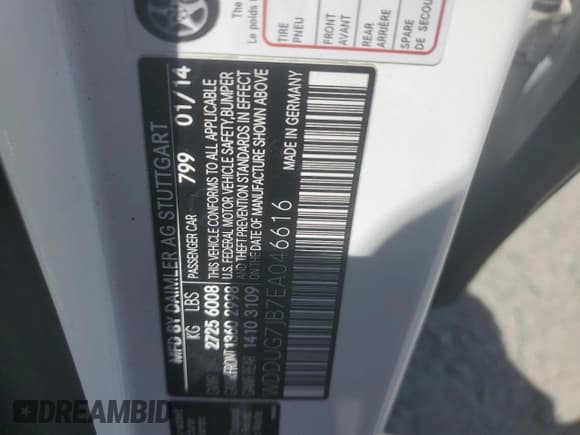 The
Le poids
TIRE
PNEU
FRONT
AVANT
REAR
ARRIÈRE
SPARE
DE SECOU
MFD BY DAIMLER AG STUTTGART
KG LBS PASSENGER CAR 799 01/14
2725 6008 THIS VEHICLE CONFORMS TO ALL APPLICABLE
FRONT 1360 2998 U.S. FEDERAL MOTOR VEHICLE SAFETY, BUMPER
1410 3109 AND THEFT PREVENTION STANDARDS IN EFFECT
ON THE DATE OF MANUFACTURE SHOWN ABOVE
WDDUG7JB7EA046616 MADE IN GERMANY
DREAMBID